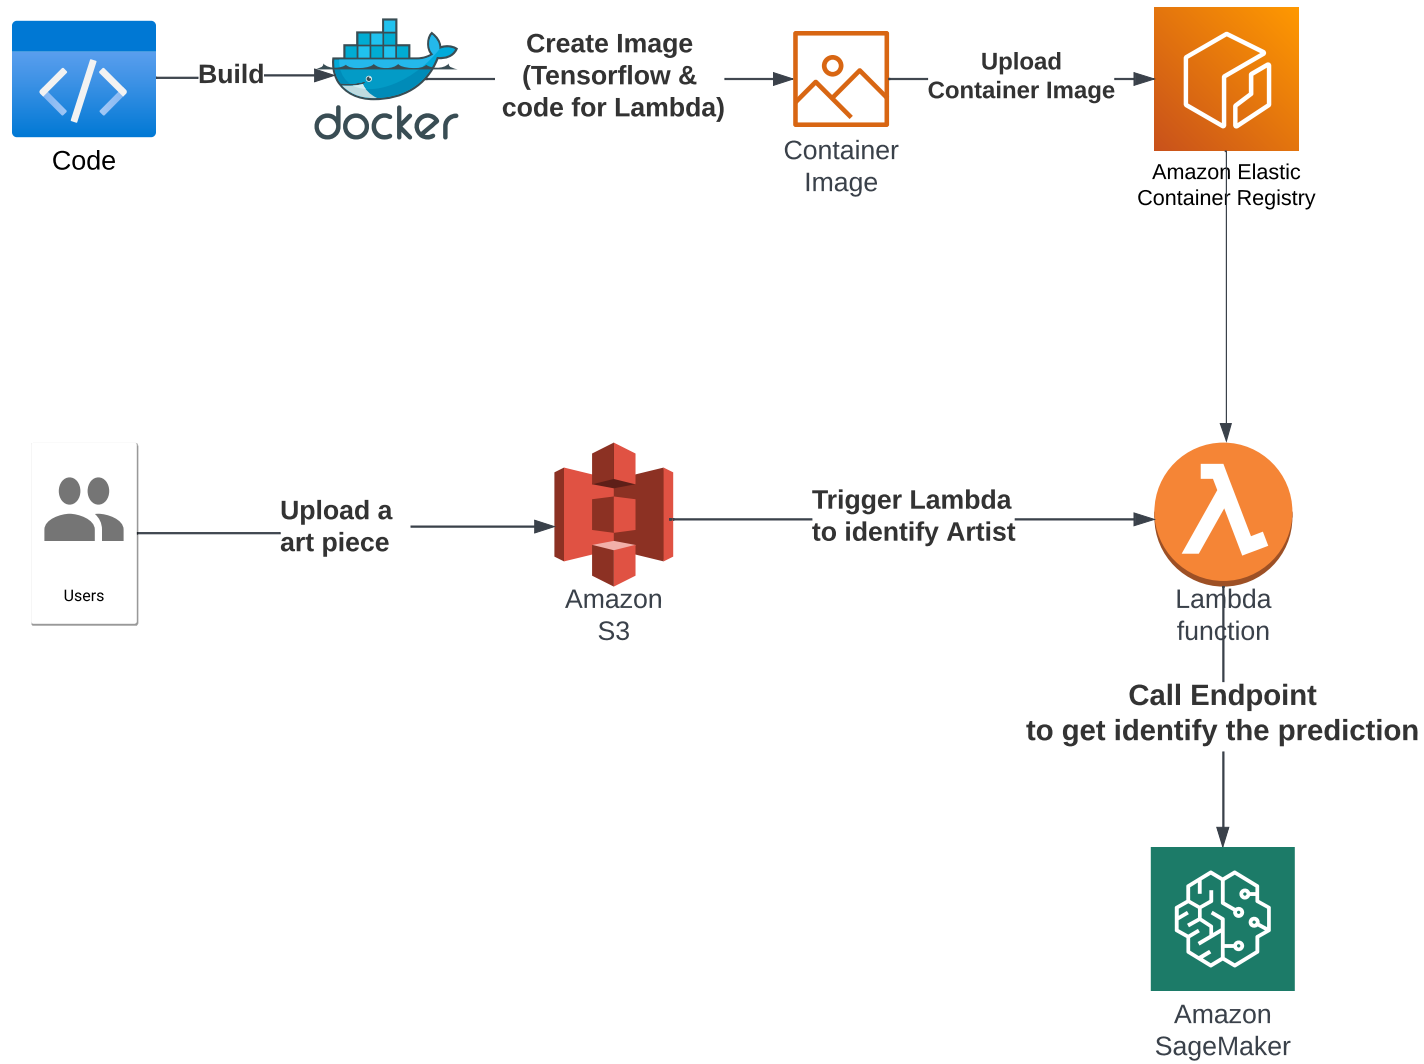 Build
docker
Create Image
(Tensorflow &
code for Lambda)
Upload
Container Image
Code
Container
Image
Amazon Elastic
Container Registry
Upload a
art piece
Trigger Lambda
to identify Artist
Users
Amazon
S3
Lambda
function
Call Endpoint
to get identify the prediction
Amazon
SageMaker